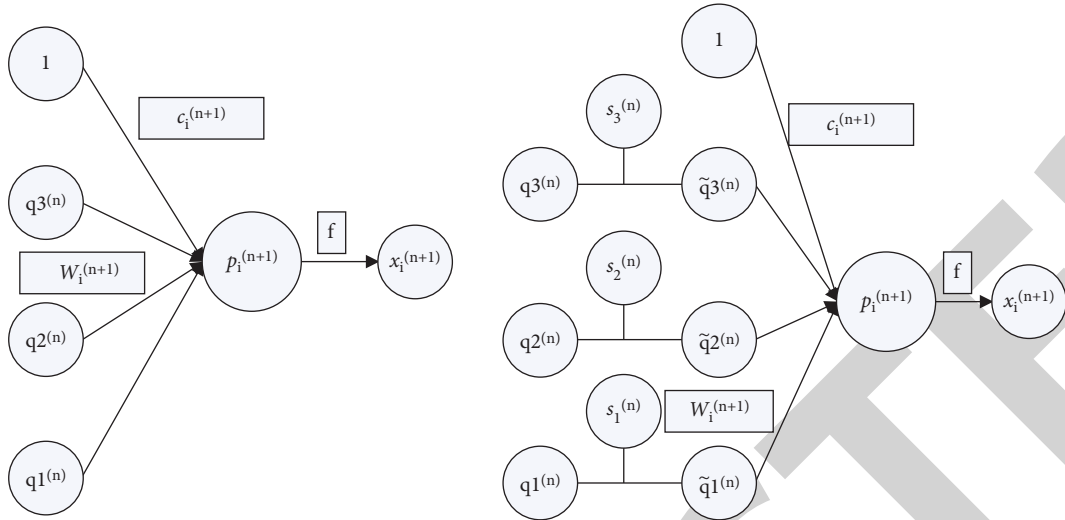 1
c_i^(n+1)
q3^(n)
W_i^(n+1)
q2^(n)
q1^(n)
p_i^(n+1)
f
x_i^(n+1)
1
c_i^(n+1)
s_3^(n)
q3^(n)
q̃3^(n)
s_2^(n)
q2^(n)
q̃2^(n)
s_1^(n)
W_i^(n+1)
q1^(n)
q̃1^(n)
p_i^(n+1)
f
x_i^(n+1)